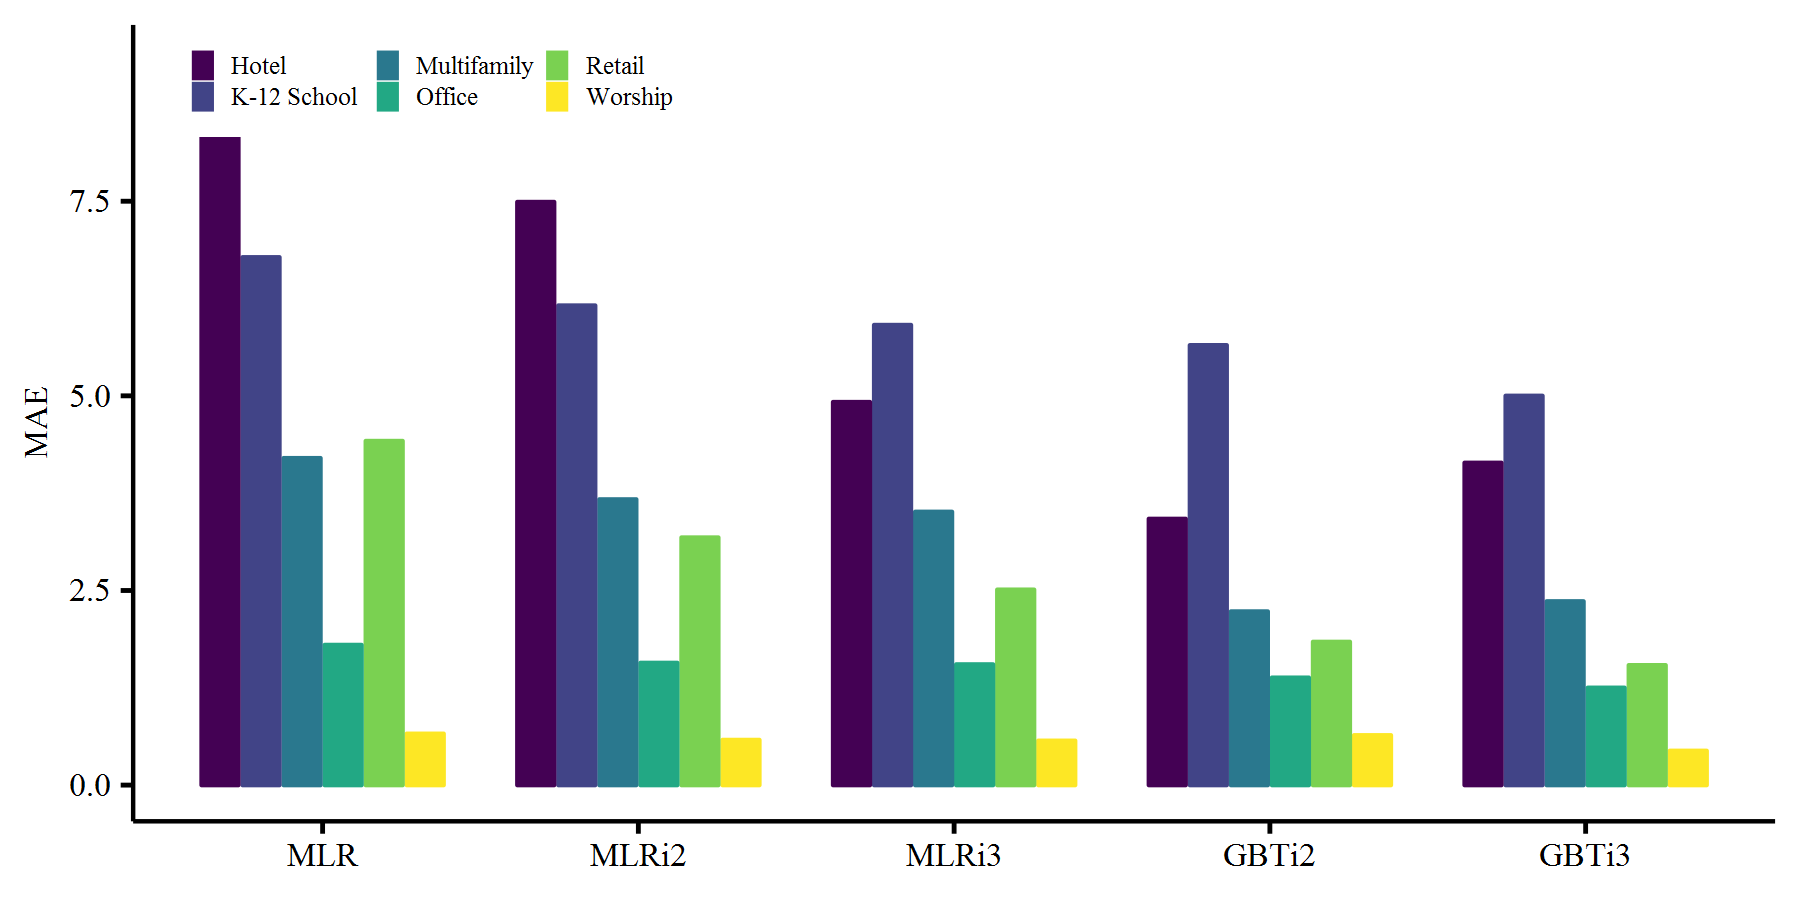 Hotel Multifamily Retail
K-12 School Office Worship
7.5
5.0
2.5
0.0
MAE
MLR MLRi2 MLRi3 GBTi2 GBTi3